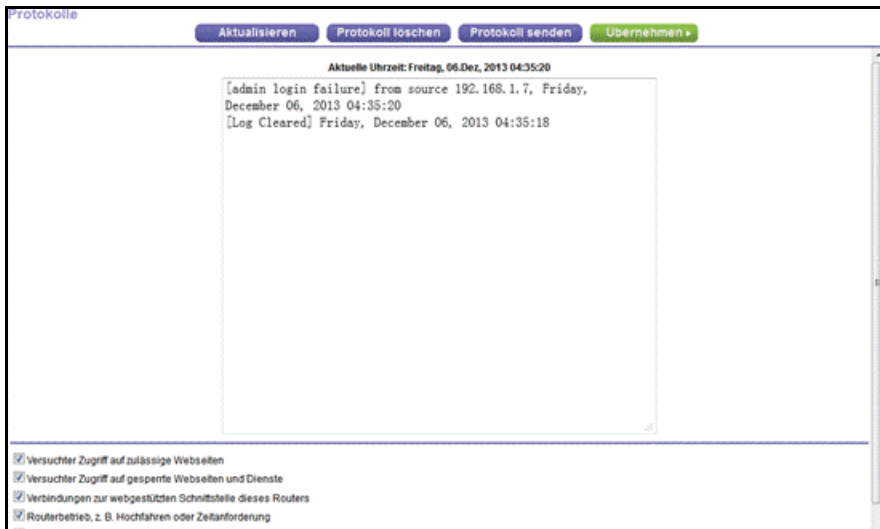 Protokolle
Aktualisieren
Protokoll löschen
Protokoll senden
Übernehmen
Aktuelle Uhrzeit: Freitag, 06.Dez, 2013 04:35:20
[admin login failure] from source 192.168.1.7, Friday,
December 06, 2013 04:35:20
[Log Cleared] Friday, December 06, 2013 04:35:18
Versuchter Zugriff auf zulässige Webseiten
Versuchter Zugriff auf gesperrte Webseiten und Dienste
Verbindungen zur webgestützten Schnittstelle dieses Routers
Routerbetrieb, z. B. Hochfahren oder Zeitanforderung